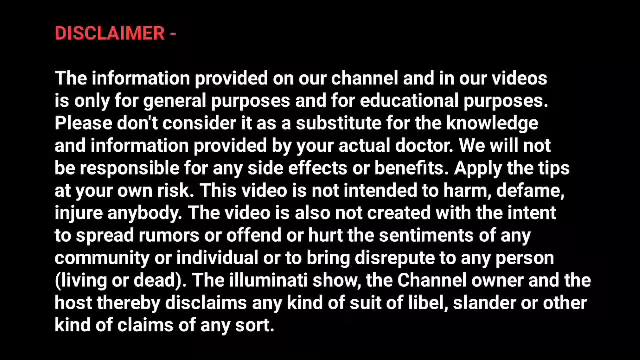 DISCLAIMER -
The information provided on our channel and in our videos
is only for general purposes and for educational purposes.
Please don't consider it as a substitute for the knowledge
and information provided by your actual doctor. We will not
be responsible for any side effects or benefits. Apply the tips
at your own risk. This video is not intended to harm, defame,
injure anybody. The video is also not created with the intent
to spread rumors or offend or hurt the sentiments of any
community or individual or to bring disrepute to any person
(living or dead). The illuminati show, the Channel owner and the
host thereby disclaims any kind of suit of libel, slander or other
kind of claims of any sort.